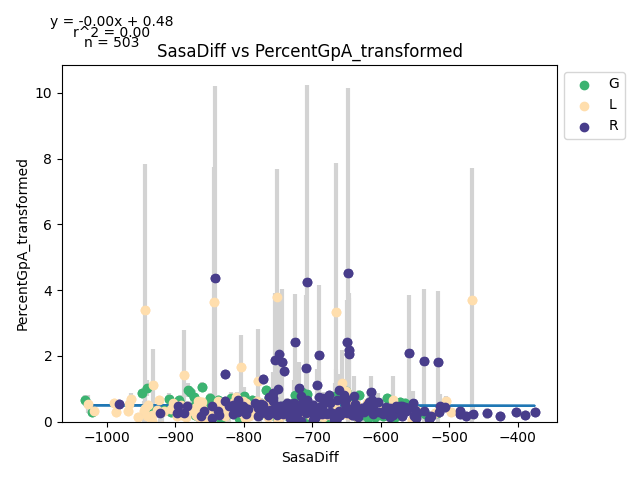 y = -0.00x + 0.48
r^2 = 0.00
n = 503
SasaDiff vs PercentGpA_transformed
G
L
R
PercentGpA_transformed
10
8
6
4
2
0
−1000 −900 −800 −700 −600 −500 −400
SasaDiff